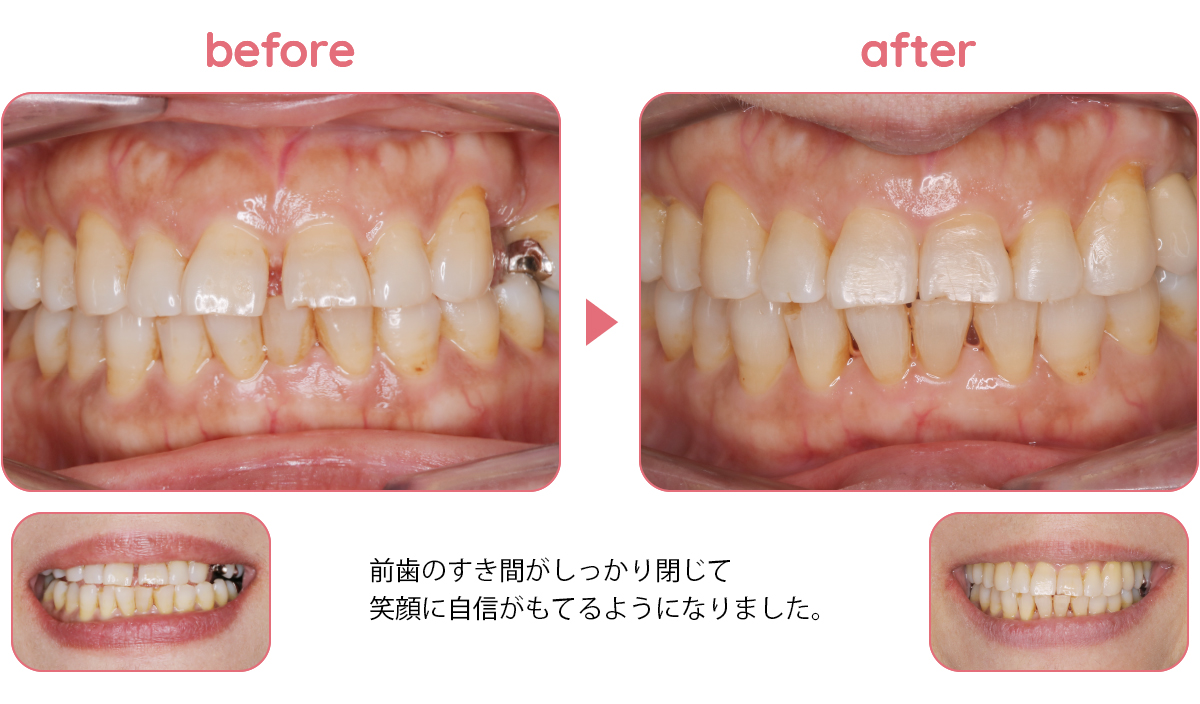 before
after
前歯のすき間がしっかり閉じて
笑顔に自信がもてるようになりました。